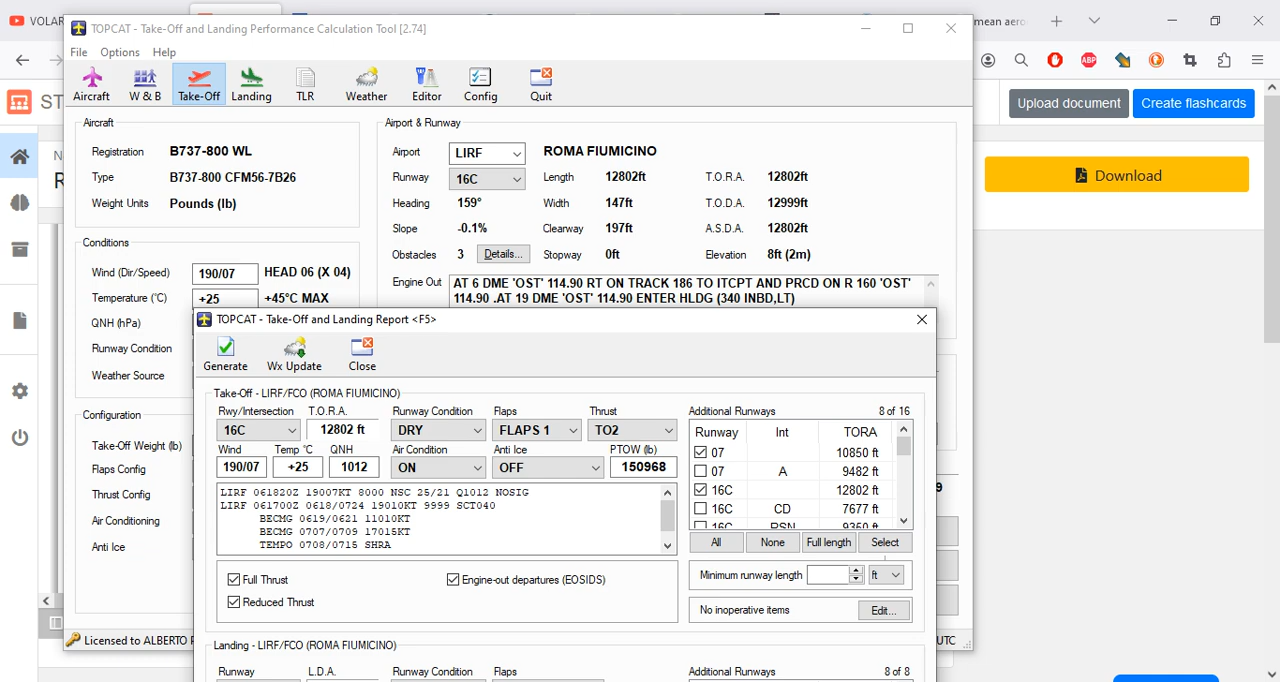 VOLAR
mean aero
TOPCAT - Take-Off and Landing Performance Calculation Tool [2.74]
File Options Help
Aircraft W & B Take-Off Landing TLR Weather Editor Config Quit
ABP
ST
Upload document Create flashcards
Download
Aircraft
Registration B737-800 WL
Type B737-800 CFM56-7B26
Weight Units Pounds (lb)
Airport & Runway
Airport LIRF ROMA FIUMICINO
Runway 16C Length 12802ft T.O.R.A. 12802ft
Heading 159° Width 147ft T.O.D.A. 12999ft
Slope -0.1% Clearway 197ft A.S.D.A. 12802ft
Obstacles 3 Details... Stopway 0ft Elevation 8ft (2m)
Engine Out AT 6 DME 'OST' 114.90 RT ON TRACK 186 TO ITCPT AND PRCD ON R 160 'OST'
114.90 .AT 19 DME 'OST' 114.90 ENTER HLDG (340 INBD,LT)
Conditions
Wind (Dir/Speed) 190/07 HEAD 06 (X 04)
Temperature (°C) +25 +45°C MAX
QNH (hPa)
Runway Condition
Weather Source
Configuration
Take-Off Weight (lb)
Flaps Config
Thrust Config
Air Conditioning
Anti Ice
9
Licensed to ALBERTO
UTC
TOPCAT - Take-Off and Landing Report <F5>
Generate Wx Update Close
Take-Off - LIRF/FCO (ROMA FIUMICINO)
Rwy/Intersection T.O.R.A. Runway Condition Flaps Thrust
16C 12802 ft DRY FLAPS 1 TO2
Wind Temp °C QNH Air Condition Anti Ice PTOW (lb)
190/07 +25 1012 ON OFF 150968
LIRF 061820Z 19007KT 8000 NSC 25/21 Q1012 NOSIG
LIRF 061700Z 0618/0724 19010KT 9999 SCT040
BECMG 0619/0621 11010KT
BECMG 0707/0709 17015KT
TEMPO 0708/0715 SHRA
Full Thrust Engine-out departures (EOSIDS)
Reduced Thrust
Additional Runways 8 of 16
Runway Int TORA
07 10850 ft
07 A 9482 ft
16C 12802 ft
16C CD 7677 ft
16C RSN 9360 ft
All None Full length Select
Minimum runway length ft
No inoperative items Edit...
Landing - LIRF/FCO (ROMA FIUMICINO)
Runway L.D.A. Runway Condition Flaps Additional Runways 8 of 8